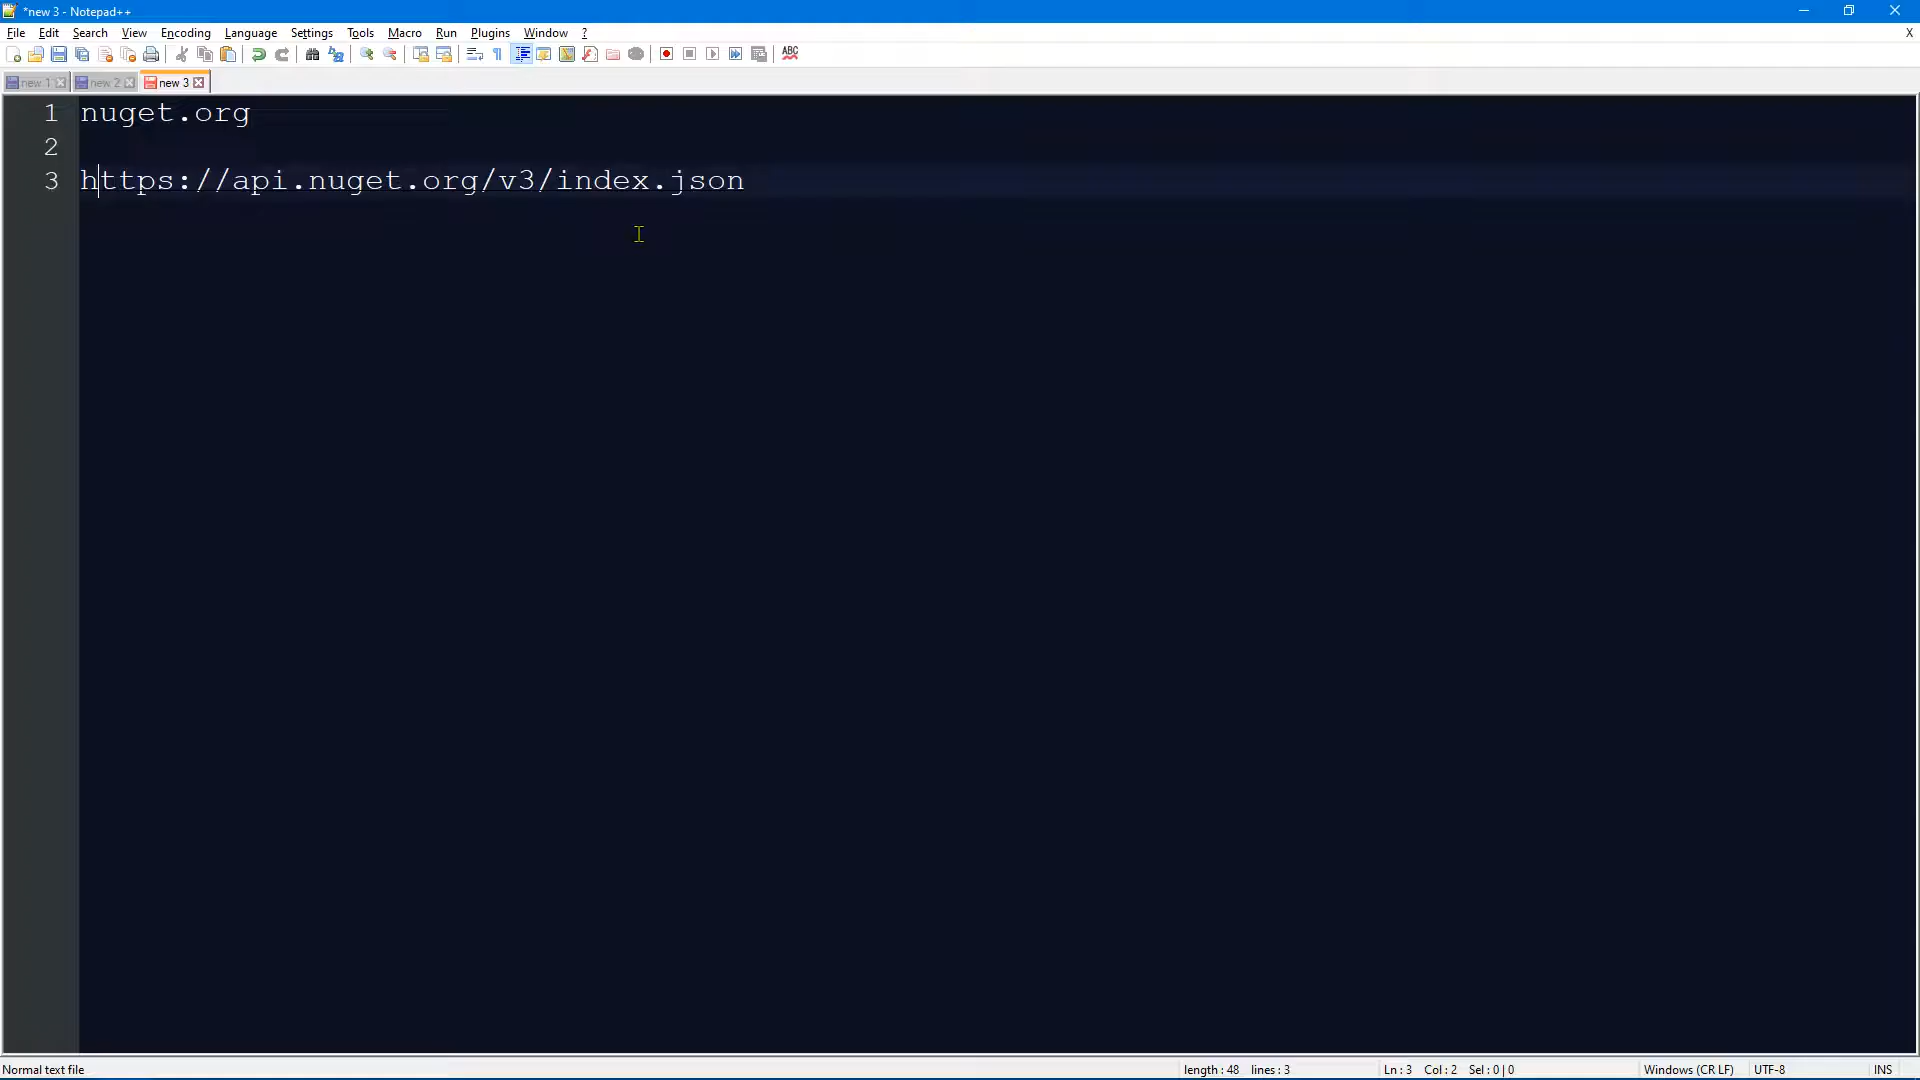 *new 3 - Notepad++
File Edit Search View Encoding Language Settings Tools Macro Run Plugins Window ? X
ABC
new 1 new 2 new 3
1 nuget.org
2
3 https://api.nuget.org/v3/index.json
Normal text file length : 48 lines : 3 Ln : 3 Col : 2 Sel : 0 | 0 Windows (CR LF) UTF-8 INS